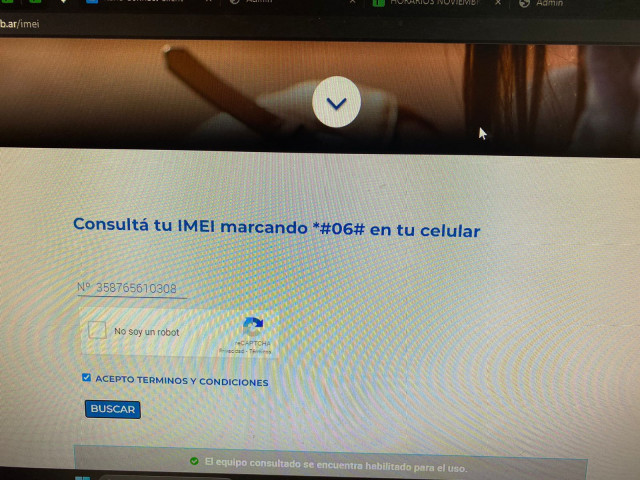 Admin
HORARIOS NOVIEMB
Admin
b.ar/imei
Consultá tu IMEI marcando *#06# en tu celular
Nº 358765610308
No soy un robot
reCAPTCHA
Privacidad - Términos
ACEPTO TERMINOS Y CONDICIONES
BUSCAR
El equipo consultado se encuentra habilitado para el uso.